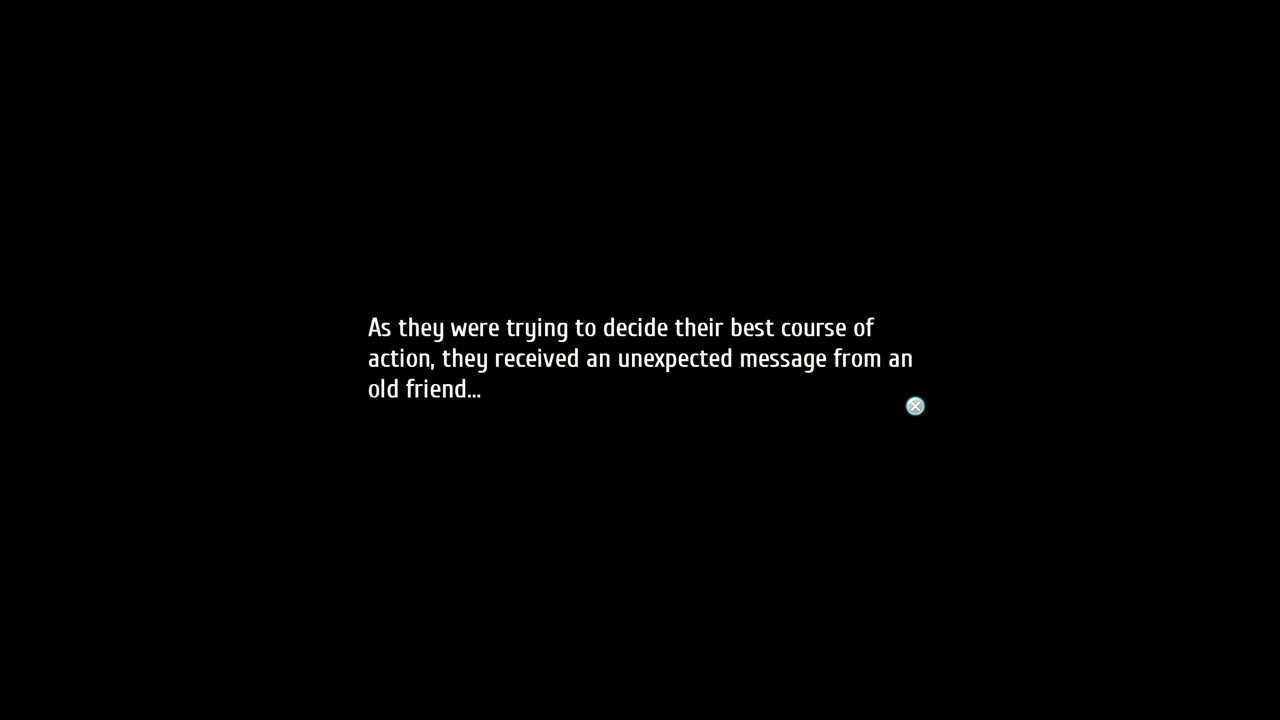 As they were trying to decide their best course of
action, they received an unexpected message from an
old friend...